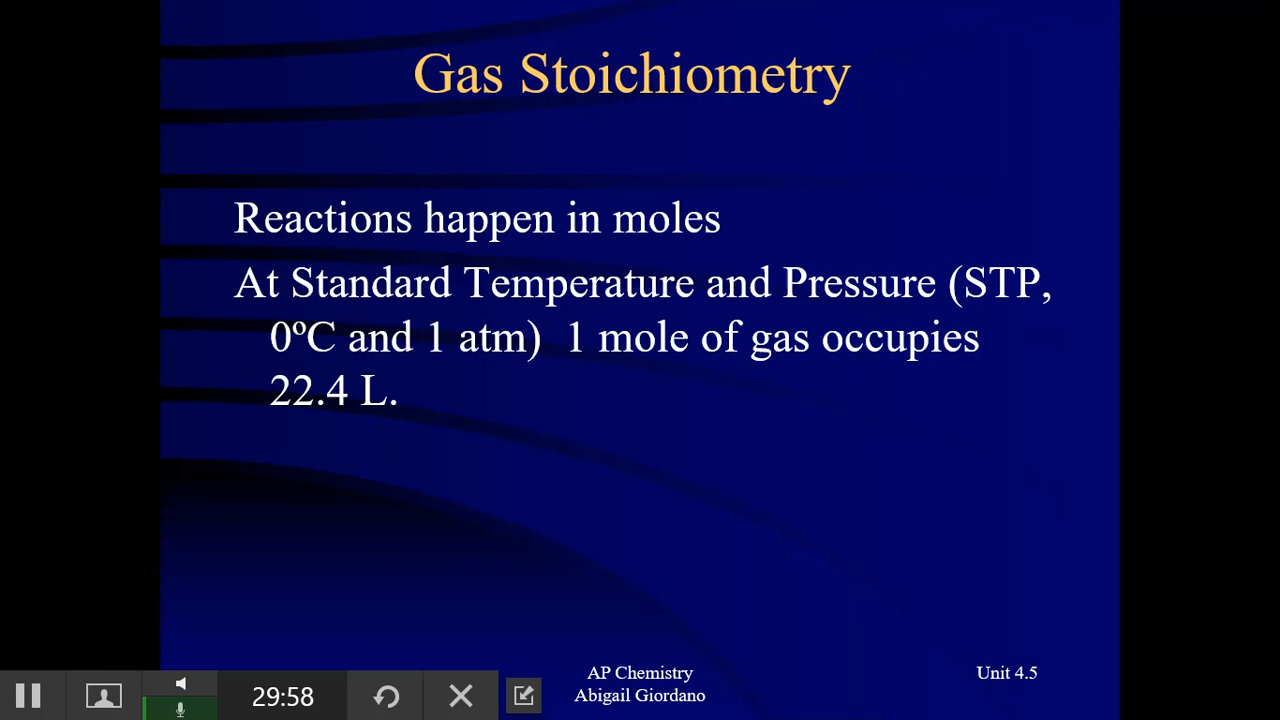 Gas Stoichiometry
Reactions happen in moles
At Standard Temperature and Pressure (STP,
0ºC and 1 atm)  1 mole of gas occupies
22.4 L.
AP Chemistry
Abigail Giordano
Unit 4.5
29:58